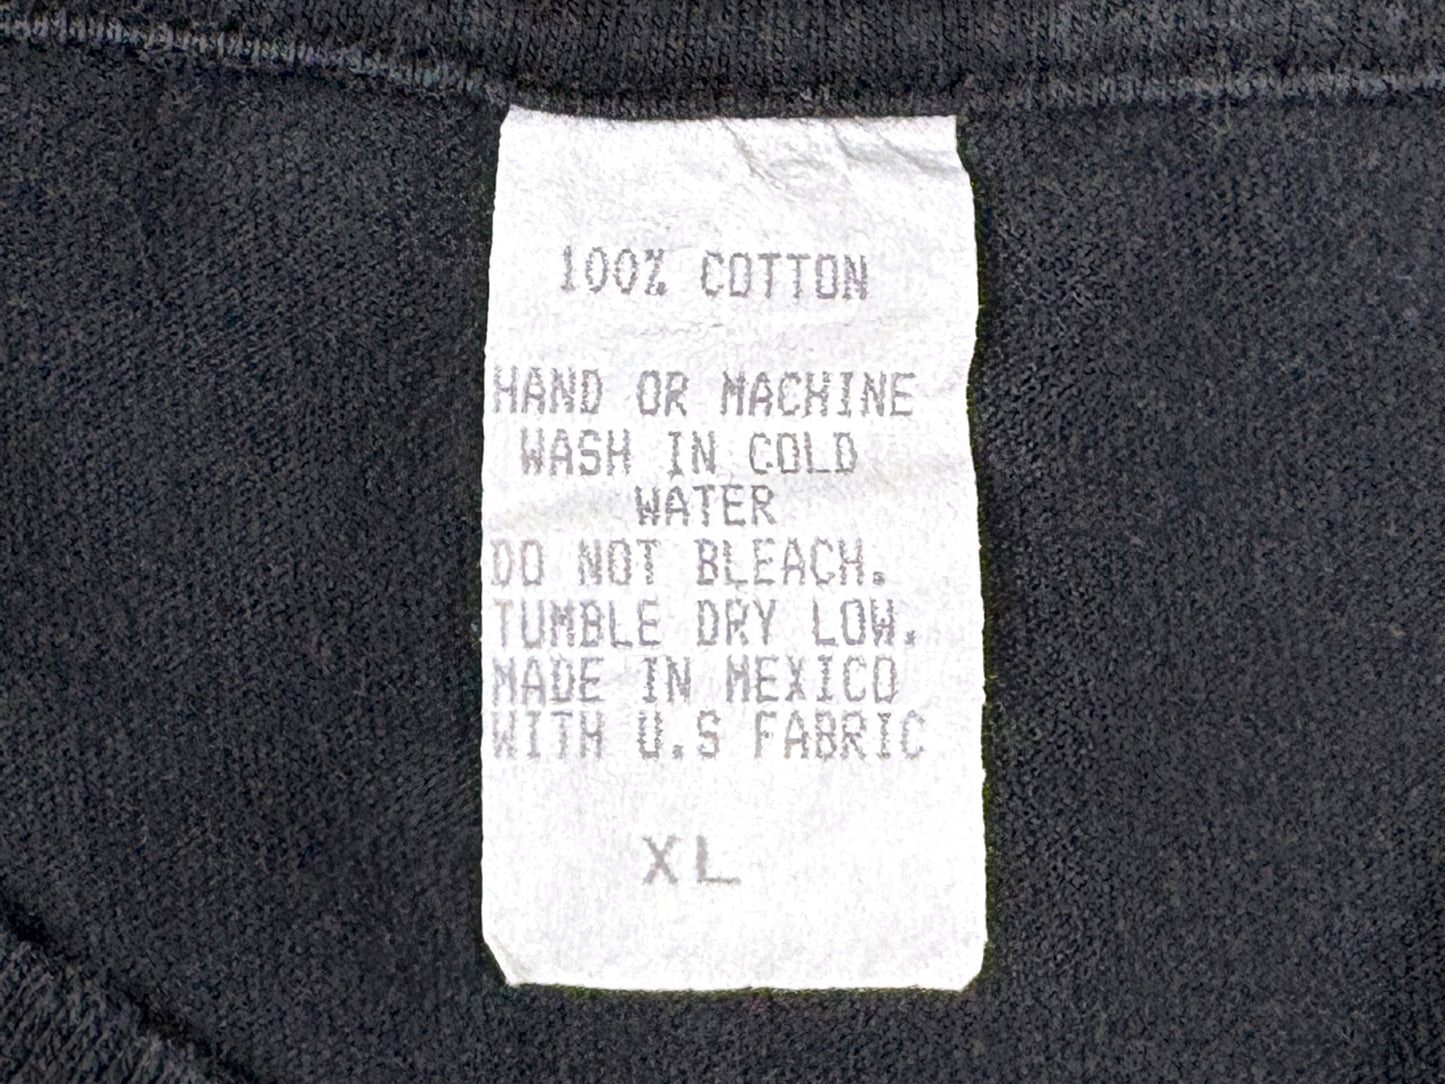 100% COTTON
HAND OR MACHINE
WASH IN COLD
WATER
DO NOT BLEACH.
TUMBLE DRY LOW.
MADE IN MEXICO
WITH U.S FABRIC
XL